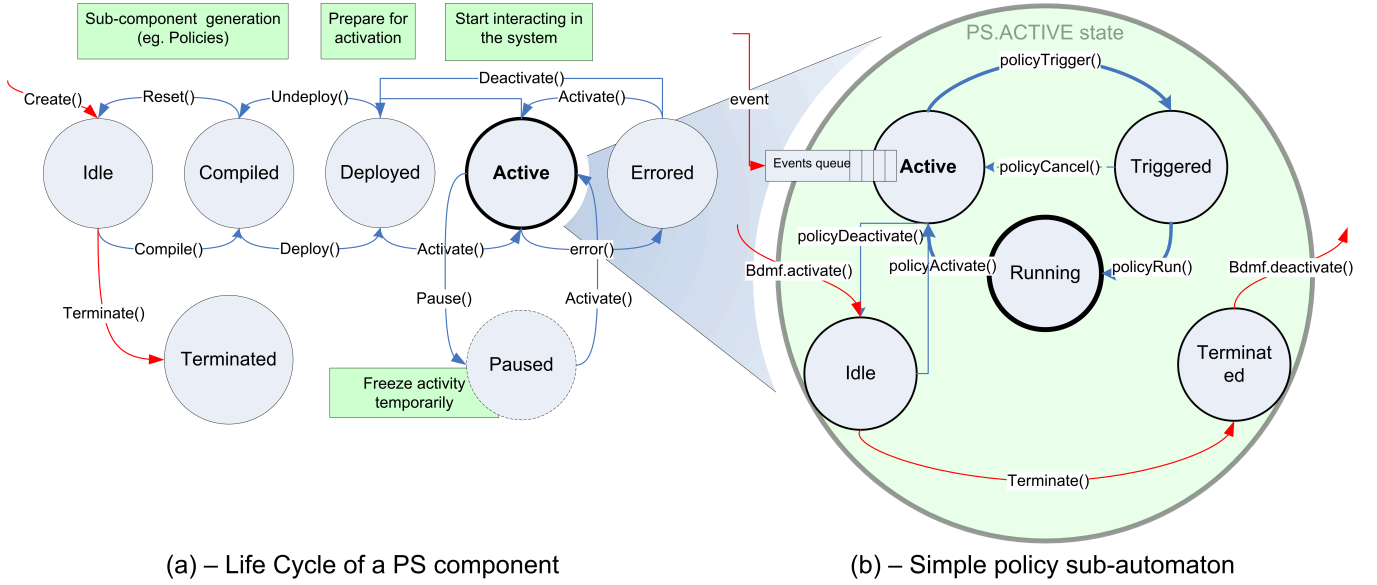 Sub-component generation
(eg. Policies)
Prepare for
activation
Start interacting in
the system
Deactivate()
Create()
Reset()
Undeploy()
Activate()
Idle
Compiled
Deployed
Active
Errored
Compile()
Deploy()
Activate()
error()
Terminate()
Pause()
Activate()
Terminated
Paused
Freeze activity
temporarily
(a) – Life Cycle of a PS component
PS.ACTIVE state
policyTrigger()
event
Events queue
Active
policyCancel()
Triggered
policyDeactivate()
Bdmf.activate()
policyActivate()
Running
policyRun()
Bdmf.deactivate()
Idle
Terminat
ed
Terminate()
(b) – Simple policy sub-automaton